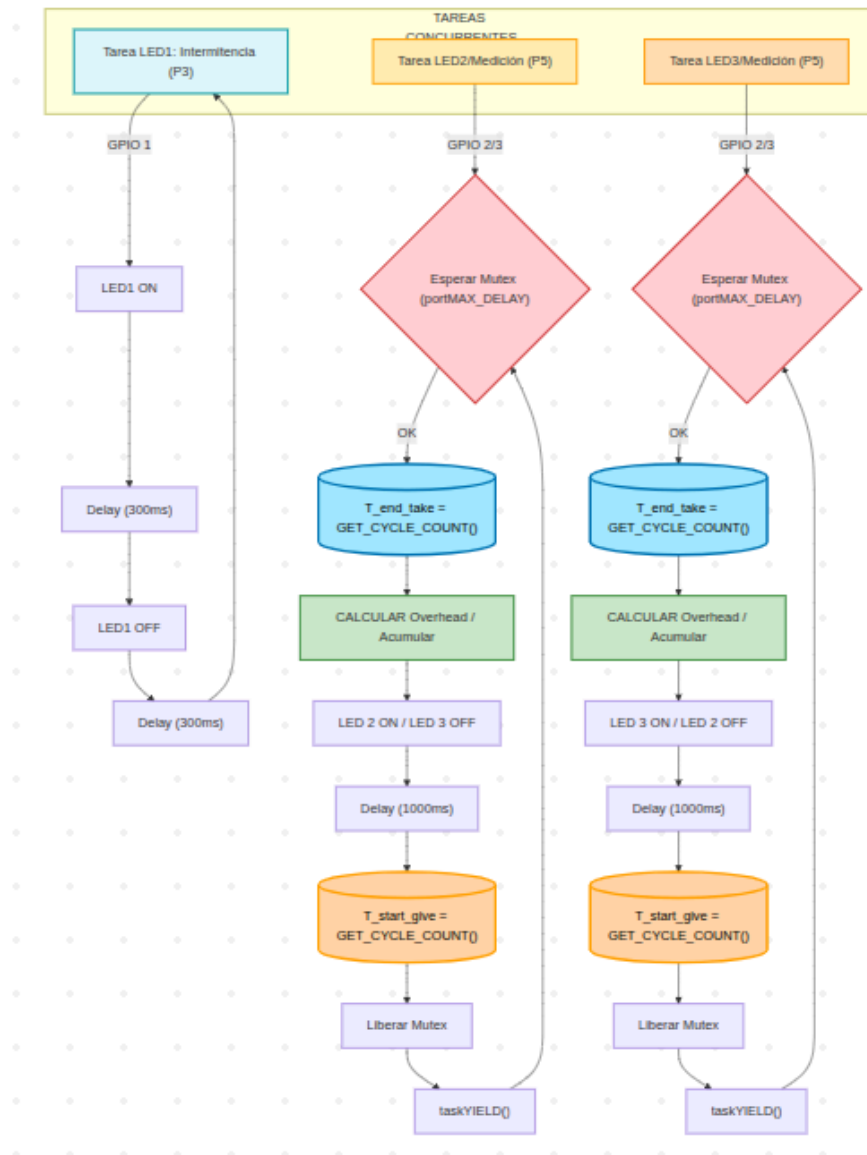 TAREAS
CONCURRENTES
Tarea LED1: Intermitencia
(P3)
Tarea LED2/Medición (P5)
Tarea LED3/Medición (P5)
GPIO 1
GPIO 2/3
GPIO 2/3
LED1 ON
Esperar Mutex
(portMAX_DELAY)
Esperar Mutex
(portMAX_DELAY)
OK
OK
Delay (300ms)
T_end_take =
GET_CYCLE_COUNT()
T_end_take =
GET_CYCLE_COUNT()
LED1 OFF
CALCULAR Overhead /
Acumular
CALCULAR Overhead /
Acumular
Delay (300ms)
LED 2 ON / LED 3 OFF
LED 3 ON / LED 2 OFF
Delay (1000ms)
Delay (1000ms)
T_start_give =
GET_CYCLE_COUNT()
T_start_give =
GET_CYCLE_COUNT()
Liberar Mutex
Liberar Mutex
taskYIELD()
taskYIELD()